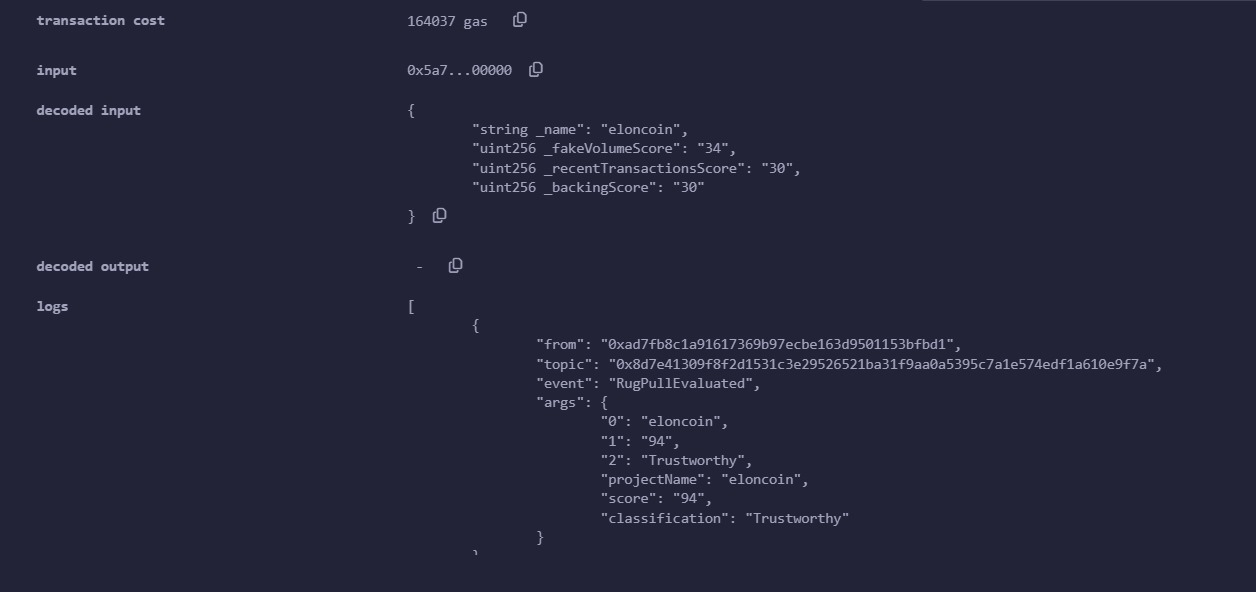 transaction cost 164037 gas
input 0x5a7...00000
decoded input {
"string _name": "eloncoin",
"uint256 _fakeVolumeScore": "34",
"uint256 _recentTransactionsScore": "30",
"uint256 _backingScore": "30"
}
decoded output -
logs [
{
"from": "0xad7fb8c1a91617369b97ecbe163d9501153bfbd1",
"topic": "0x8d7e41309f8f2d1531c3e29526521ba31f9aa0a5395c7a1e574edf1a610e9f7a",
"event": "RugPullEvaluated",
"args": {
"0": "eloncoin",
"1": "94",
"2": "Trustworthy",
"projectName": "eloncoin",
"score": "94",
"classification": "Trustworthy"
}
}